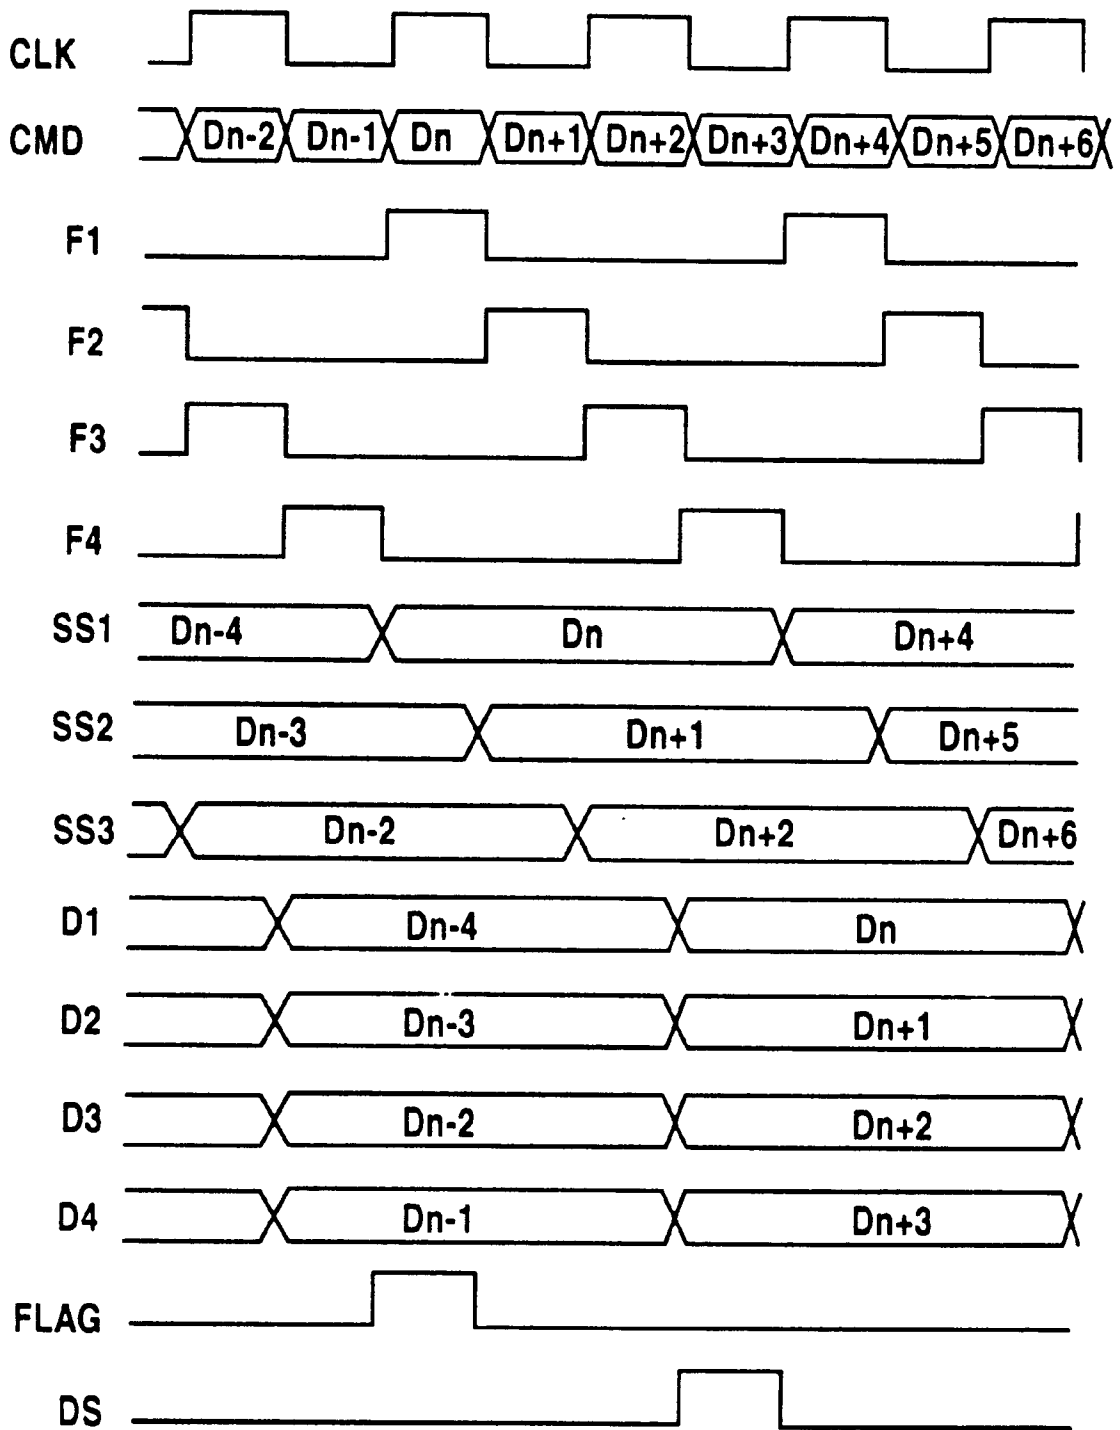 CLK
CMD Dn-2 Dn-1 Dn Dn+1 Dn+2 Dn+3 Dn+4 Dn+5 Dn+6
F1
F2
F3
F4
SS1 Dn-4 Dn Dn+4
SS2 Dn-3 Dn+1 Dn+5
SS3 Dn-2 Dn+2 Dn+6
D1 Dn-4 Dn
D2 Dn-3 Dn+1
D3 Dn-2 Dn+2
D4 Dn-1 Dn+3
FLAG
DS